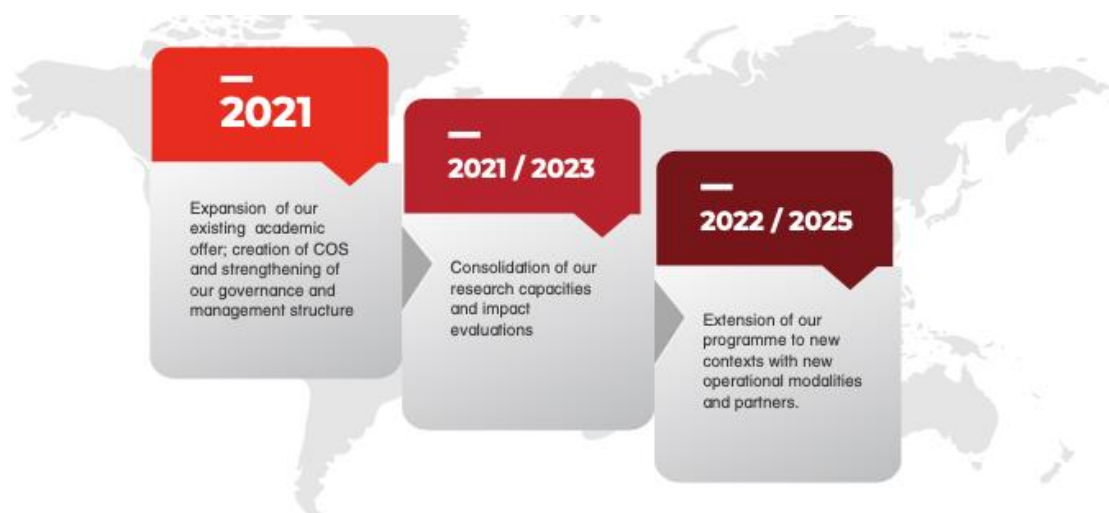 2021
Expansion of our
existing academic
offer; creation of COS
and strengthening of
our governance and
management structure
2021 / 2023
Consolidation of our
research capacities
and impact
evaluations
2022 / 2025
Extension of our
programme to new
contexts with new
operational modalities
and partners.